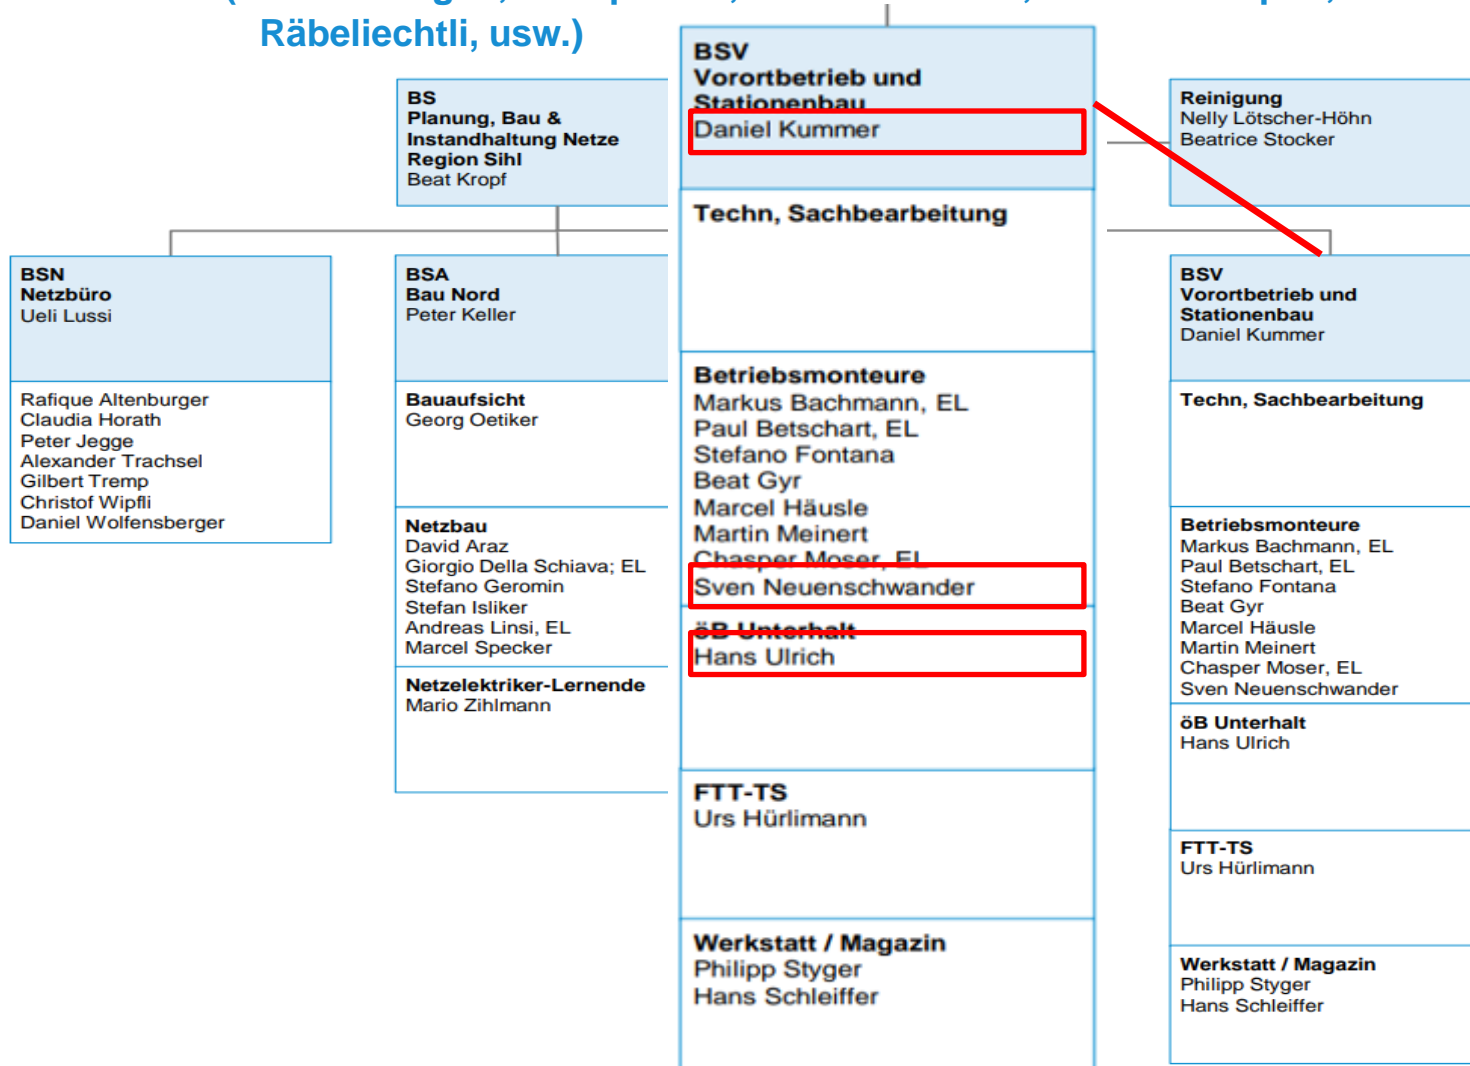 Räbeliechtli, usw.)
BS
Planung, Bau &
Instandhaltung Netze
Region Sihl
Beat Kropf
BSN
Netzbüro
Ueli Lussi
Rafique Altenburger
Claudia Horath
Peter Jegge
Alexander Trachsel
Gilbert Tremp
Christof Wipfli
Daniel Wolfensberger
BSA
Bau Nord
Peter Keller
Bauaufsicht
Georg Oetiker
Netzbau
David Araz
Giorgio Della Schiava; EL
Stefano Geromin
Stefan Isliker
Andreas Linsi, EL
Marcel Specker
Netzelektriker-Lernende
Mario Zihlmann
BSV
Vorortbetrieb und
Stationenbau
Daniel Kummer
Techn, Sachbearbeitung
Betriebsmonteure
Markus Bachmann, EL
Paul Betschart, EL
Stefano Fontana
Beat Gyr
Marcel Häusle
Martin Meinert
Chasper Moser, EL
Sven Neuenschwander
öB Unterhalt
Hans Ulrich
FTT-TS
Urs Hürlimann
Werkstatt / Magazin
Philipp Styger
Hans Schleiffer
Reinigung
Nelly Lötscher-Höhn
Beatrice Stocker
BSV
Vorortbetrieb und
Stationenbau
Daniel Kummer
Techn, Sachbearbeitung
Betriebsmonteure
Markus Bachmann, EL
Paul Betschart, EL
Stefano Fontana
Beat Gyr
Marcel Häusle
Martin Meinert
Chasper Moser, EL
Sven Neuenschwander
öB Unterhalt
Hans Ulrich
FTT-TS
Urs Hürlimann
Werkstatt / Magazin
Philipp Styger
Hans Schleiffer